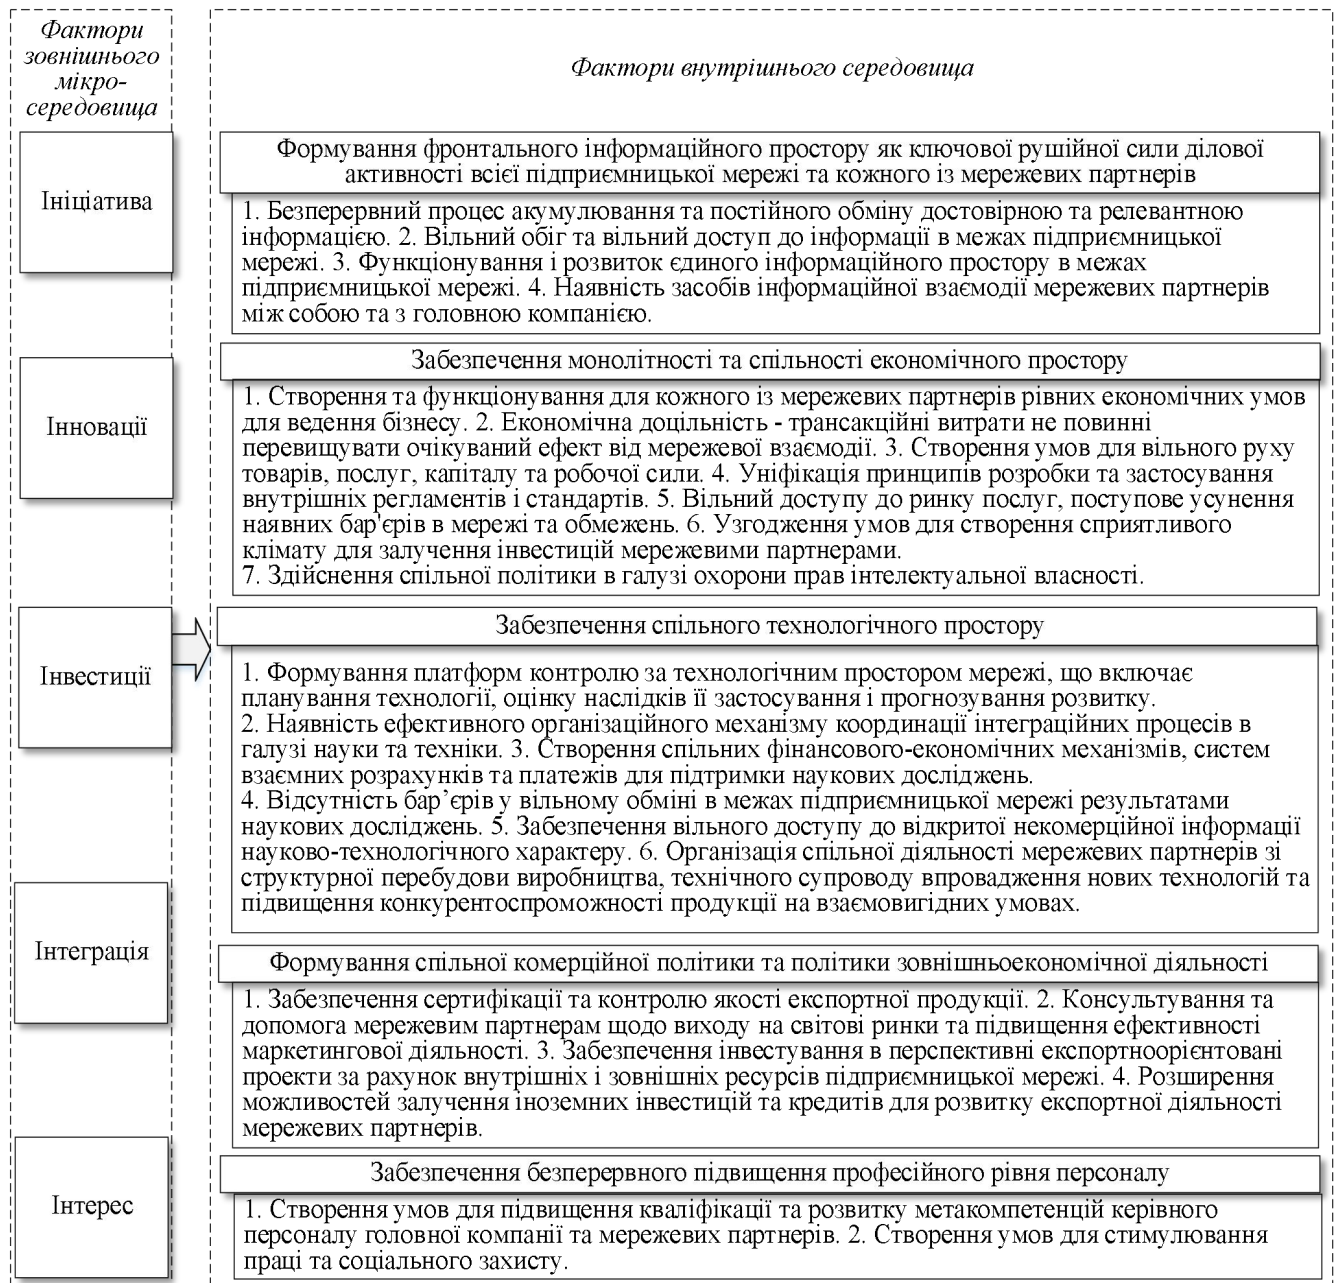 Фактори
зовнішнього
мікро-
середовища
Ініціатива
Інновації
Інвестиції
Інтеграція
Інтерес
Фактори внутрішнього середовища
Формування фронтального інформаційного простору як ключової рушійної сили ділової
активності всієї підприємницької мережі та кожного із мережевих партнерів
1. Безперервний процес акумулювання та постійного обміну достовірною та релевантною
інформацією. 2. Вільний обіг та вільний доступ до інформації в межах підприємницької
мережі. 3. Функціонування і розвиток єдиного інформаційного простору в межах
підприємницької мережі. 4. Наявність засобів інформаційної взаємодії мережевих партнерів
між собою та з головною компанією.
Забезпечення монолітності та спільності економічного простору
1. Створення та функціонування для кожного із мережевих партнерів рівних економічних умов
для ведення бізнесу. 2. Економічна доцільність - трансакційні витрати не повинні
перевищувати очікуваний ефект від мережевої взаємодії. 3. Створення умов для вільного руху
товарів, послуг, капіталу та робочої сили. 4. Уніфікація принципів розробки та застосування
внутрішніх регламентів і стандартів. 5. Вільний доступу до ринку послуг, поступове усунення
наявних бар'єрів в мережі та обмежень. 6. Узгодження умов для створення сприятливого
клімату для залучення інвестицій мережевими партнерами.
7. Здійснення спільної політики в галузі охорони прав інтелектуальної власності.
Забезпечення спільного технологічного простору
1. Формування платформ контролю за технологічним простором мережі, що включає
планування технології, оцінку наслідків її застосування і прогнозування розвитку.
2. Наявність ефективного організаційного механізму координації інтеграційних процесів в
галузі науки та техніки. 3. Створення спільних фінансового-економічних механізмів, систем
взаємних розрахунків та платежів для підтримки наукових досліджень.
4. Відсутність бар’єрів у вільному обміні в межах підприємницької мережі результатами
наукових досліджень. 5. Забезпечення вільного доступу до відкритої некомерційної інформації
науково-технологічного характеру. 6. Організація спільної діяльності мережевих партнерів зі
структурної перебудови виробництва, технічного супроводу впровадження нових технологій та
підвищення конкурентоспроможності продукції на взаємовигідних умовах.
Формування спільної комерційної політики та політики зовнішньоекономічної діяльності
1. Забезпечення сертифікації та контролю якості експортної продукції. 2. Консультування та
допомога мережевим партнерам щодо виходу на світові ринки та підвищення ефективності
маркетингової діяльності. 3. Забезпечення інвестування в перспективні експортноорієнтовані
проекти за рахунок внутрішніх і зовнішніх ресурсів підприємницької мережі. 4. Розширення
можливостей залучення іноземних інвестицій та кредитів для розвитку експортної діяльності
мережевих партнерів.
Забезпечення безперервного підвищення професійного рівня персоналу
1. Створення умов для підвищення кваліфікації та розвитку метакомпетенцій керівного
персоналу головної компанії та мережевих партнерів. 2. Створення умов для стимулювання
праці та соціального захисту.